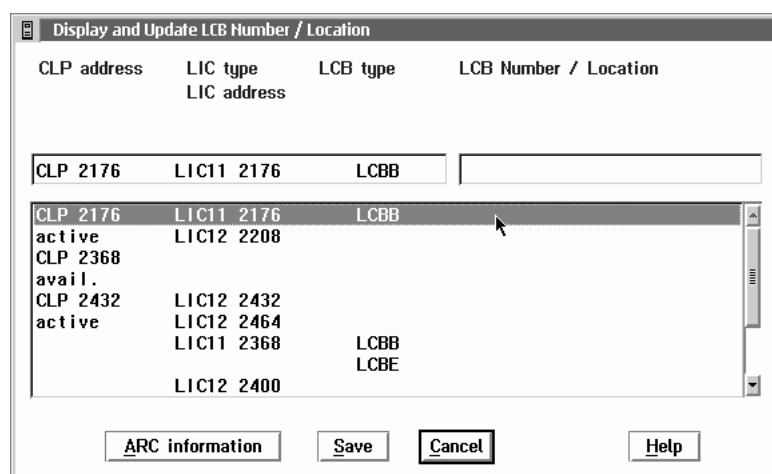 Display and Update LCB Number / Location
CLP address LIC type LCB type LCB Number / Location
LIC address
CLP 2176 LIC11 2176 LCBB
CLP 2176 LIC11 2176 LCBB
active LIC12 2208
CLP 2368
avail.
CLP 2432 LIC12 2432
active LIC12 2464
LIC11 2368 LCBB
LCBE
LIC12 2400
ARC information Save Cancel Help